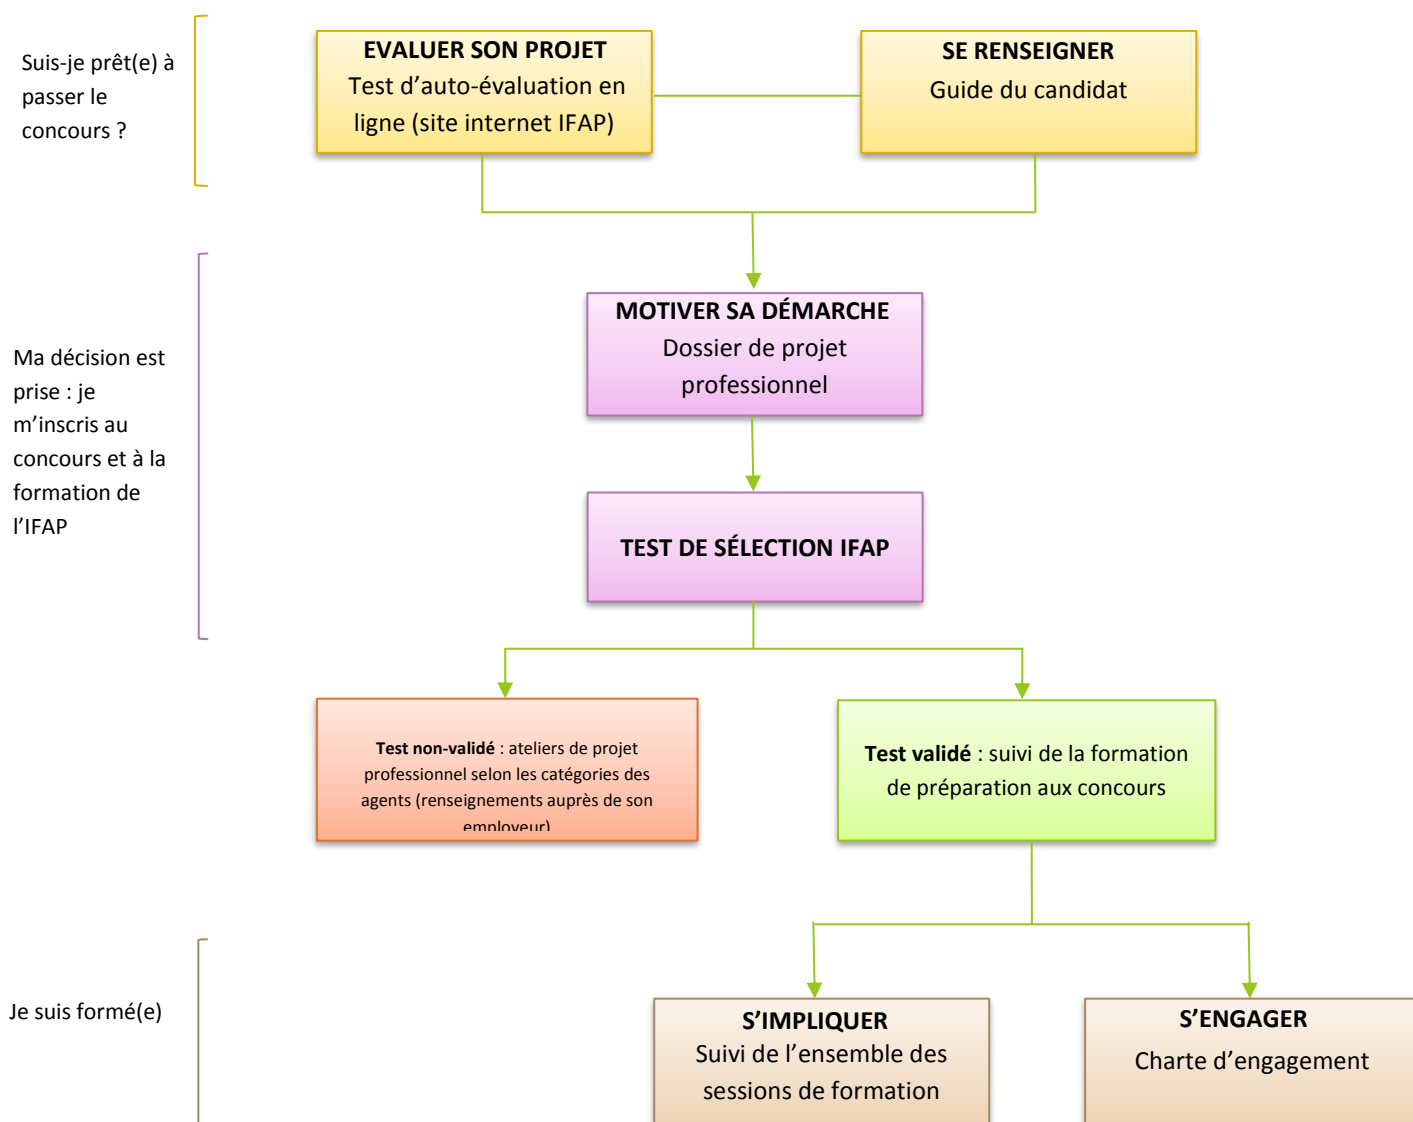 Suis-je prêt(e) à
passer le
concours ?
EVALUER SON PROJET
Test d’auto-évaluation en
ligne (site internet IFAP)
SE RENSEIGNER
Guide du candidat
Ma décision est
prise : je
m’inscris au
concours et à la
formation de
l’IFAP
MOTIVER SA DÉMARCHE
Dossier de projet
professionnel
TEST DE SÉLECTION IFAP
Test non-validé : ateliers de projet
professionnel selon les catégories des
agents (renseignements auprès de son
employeur)
Test validé : suivi de la formation
de préparation aux concours
Je suis formé(e)
S’IMPLIQUER
Suivi de l’ensemble des
sessions de formation
S’ENGAGER
Charte d’engagement